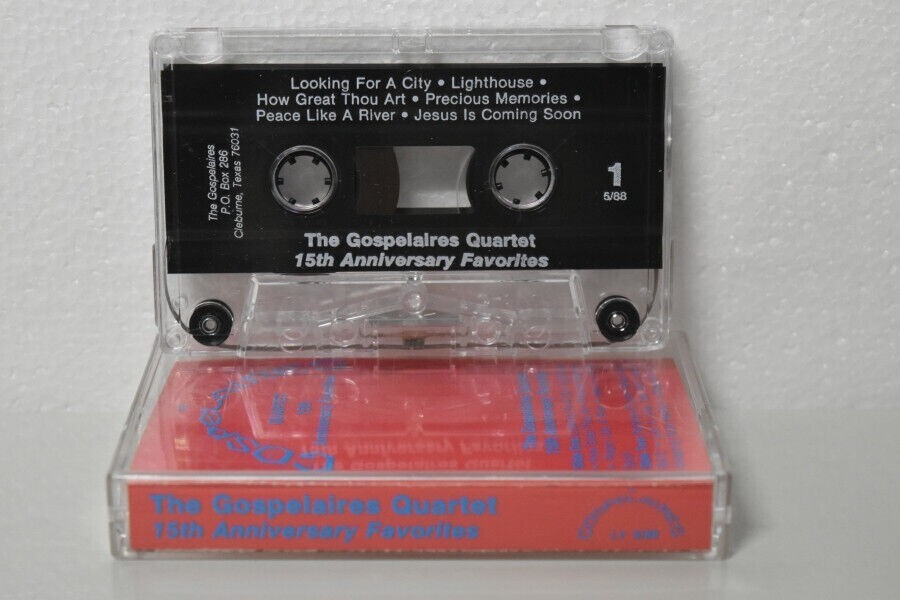 Looking For A City • Lighthouse •
How Great Thou Art • Precious Memories •
Peace Like A River • Jesus Is Coming Soon
The Gospelaires
P.O. Box 286
Cleburne, Texas 76031
1
5/88
The Gospelaires Quartet
15th Anniversary Favorites
The Gospelaires Quartet
15th Anniversary Favorites